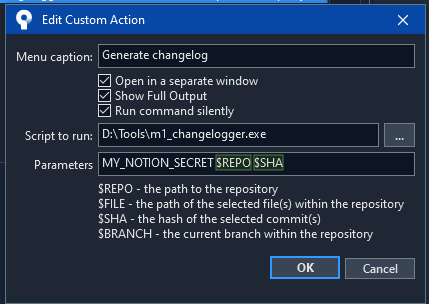 Edit Custom Action
Menu caption: Generate changelog
Open in a separate window
Show Full Output
Run command silently
Script to run: D:\Tools\m1_changelogger.exe ...
Parameters MY_NOTION_SECRET $REPO $SHA
$REPO - the path to the repository
$FILE - the path of the selected file(s) within the repository
$SHA - the hash of the selected commit(s)
$BRANCH - the current branch within the repository
OK Cancel